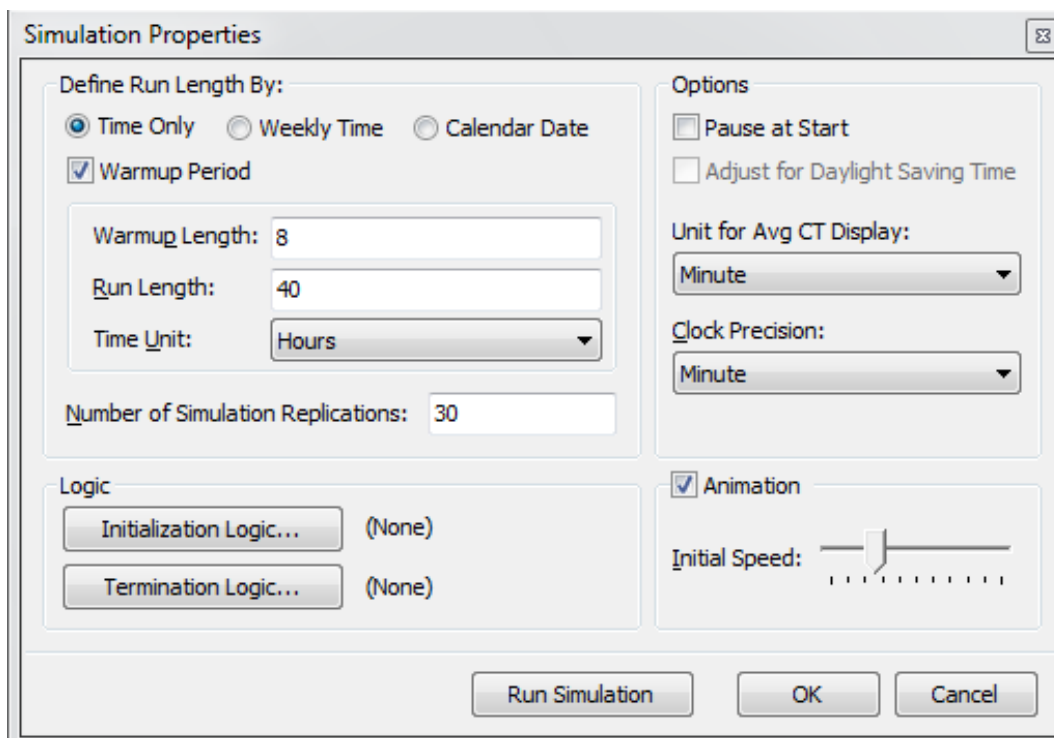 Simulation Properties
Define Run Length By:
Time Only
Weekly Time
Calendar Date
Warmup Period
Warmup Length: 8
Run Length: 40
Time Unit: Hours
Number of Simulation Replications: 30
Options
Pause at Start
Adjust for Daylight Saving Time
Unit for Avg CT Display:
Minute
Clock Precision:
Minute
Logic
Initialization Logic... (None)
Termination Logic... (None)
Animation
Initial Speed:
Run Simulation
OK
Cancel